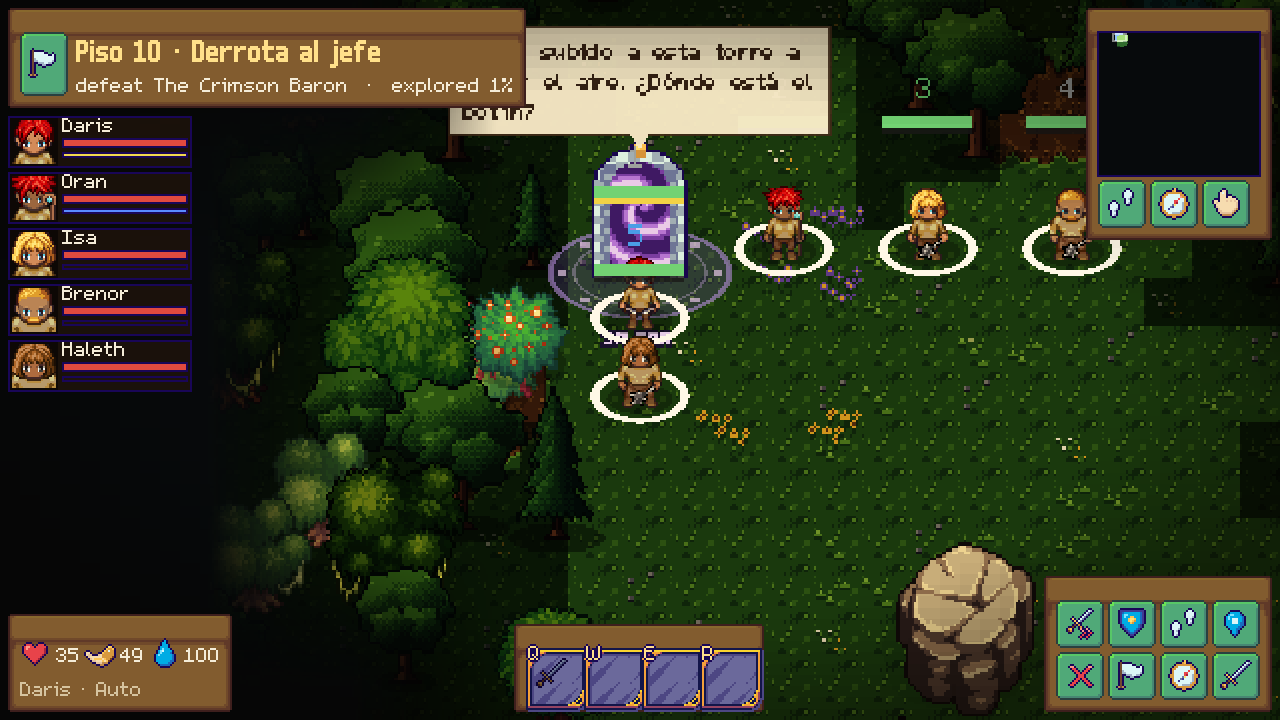 Piso 10 · Derrota al jefe
defeat The Crimson Baron · explored 1%
subido a esta torre a
el aire. ¿Dónde está el
botín?
3
4
5
Daris
Oran
Isa
Brenor
Haleth
35 49 100
Daris · Auto
Q W E R